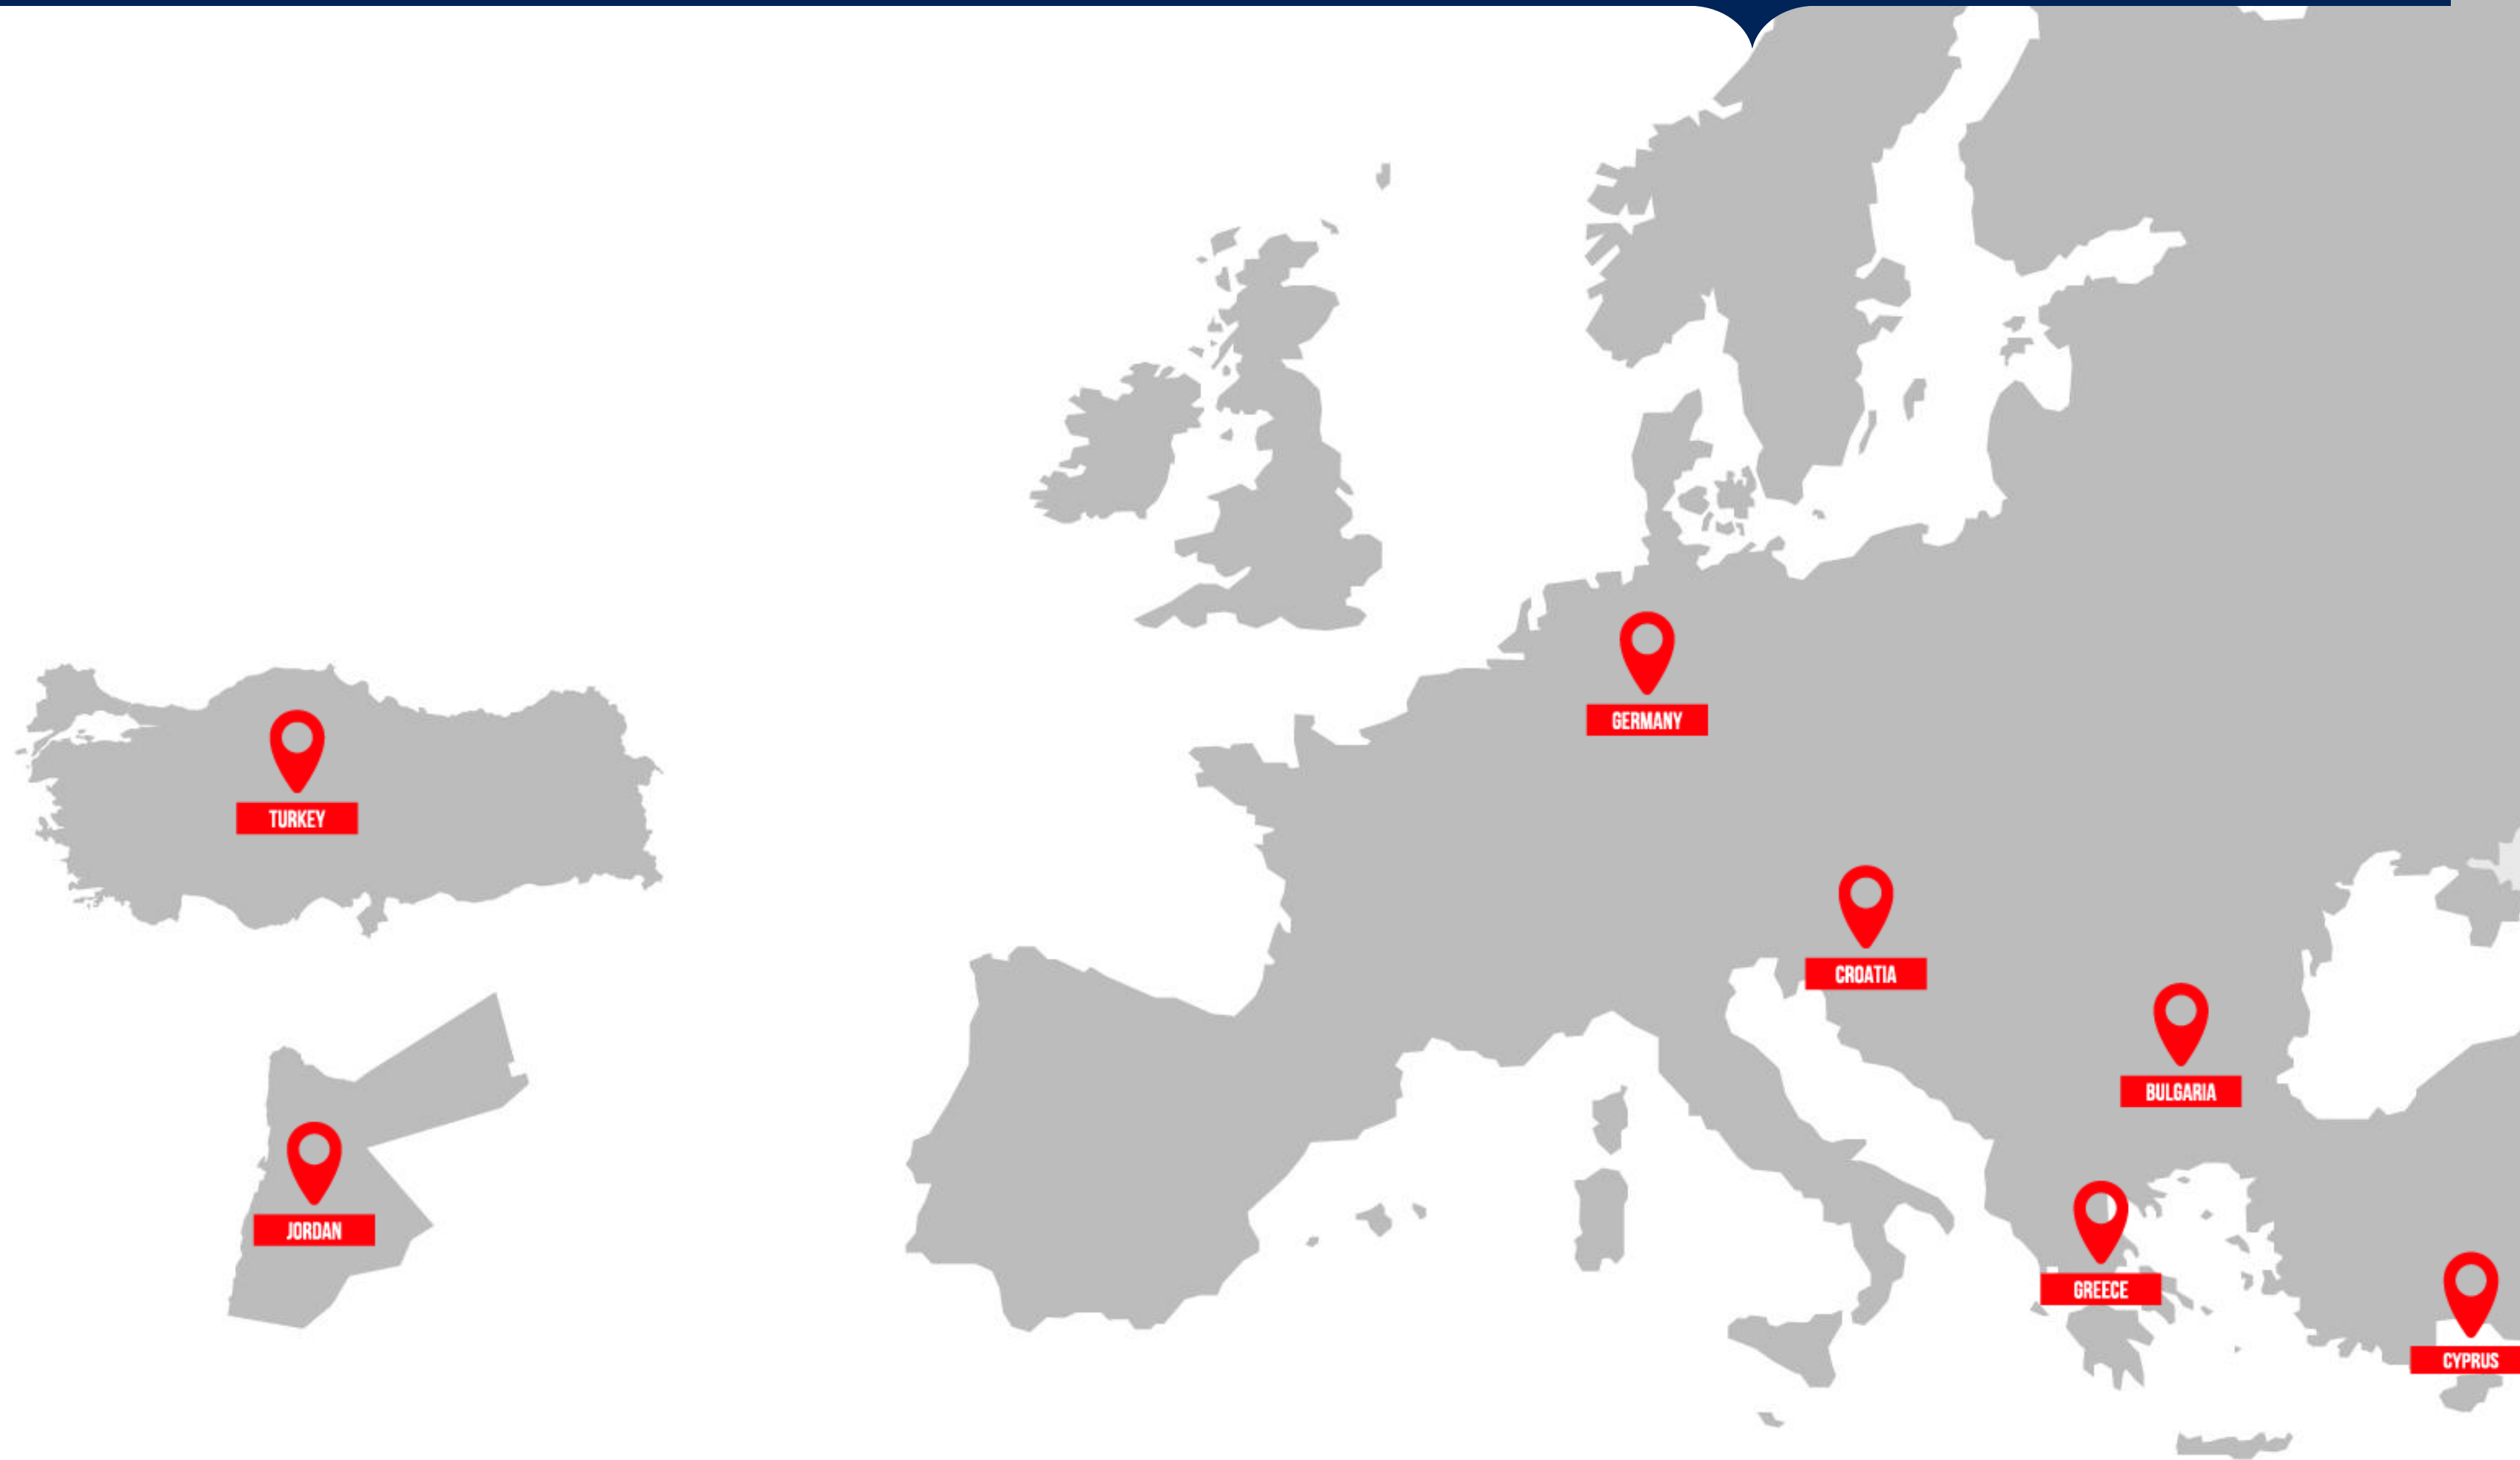 GERMANY
TURKEY
CROATIA
BULGARIA
JORDAN
GREECE
CYPRUS